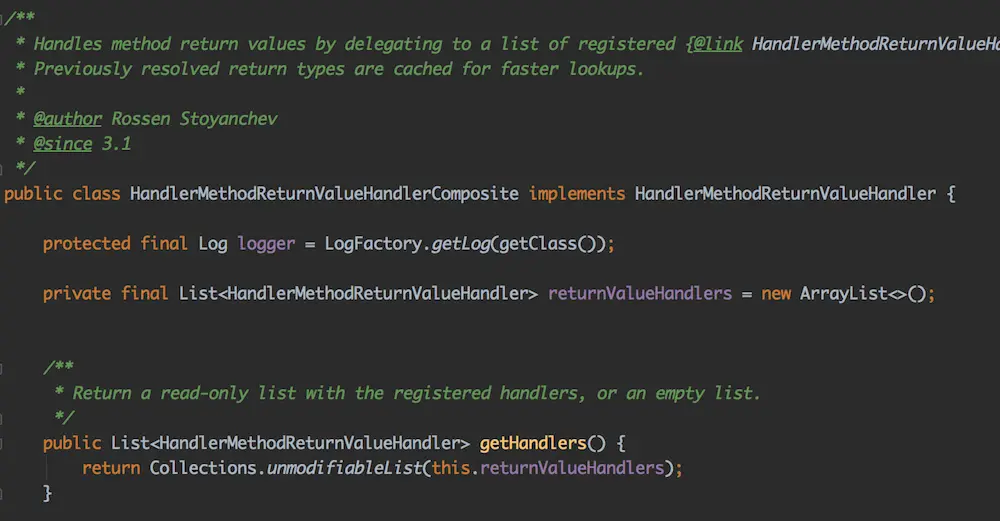 /**
* Handles method return values by delegating to a list of registered {@link HandlerMethodReturnValueHa
* Previously resolved return types are cached for faster lookups.
*
* @author Rossen Stoyanchev
* @since 3.1
*/
public class HandlerMethodReturnValueHandlerComposite implements HandlerMethodReturnValueHandler {
protected final Log logger = LogFactory.getLog(getClass());
private final List<HandlerMethodReturnValueHandler> returnValueHandlers = new ArrayList<>();
/**
* Return a read-only list with the registered handlers, or an empty list.
*/
public List<HandlerMethodReturnValueHandler> getHandlers() {
return Collections.unmodifiableList(this.returnValueHandlers);
}